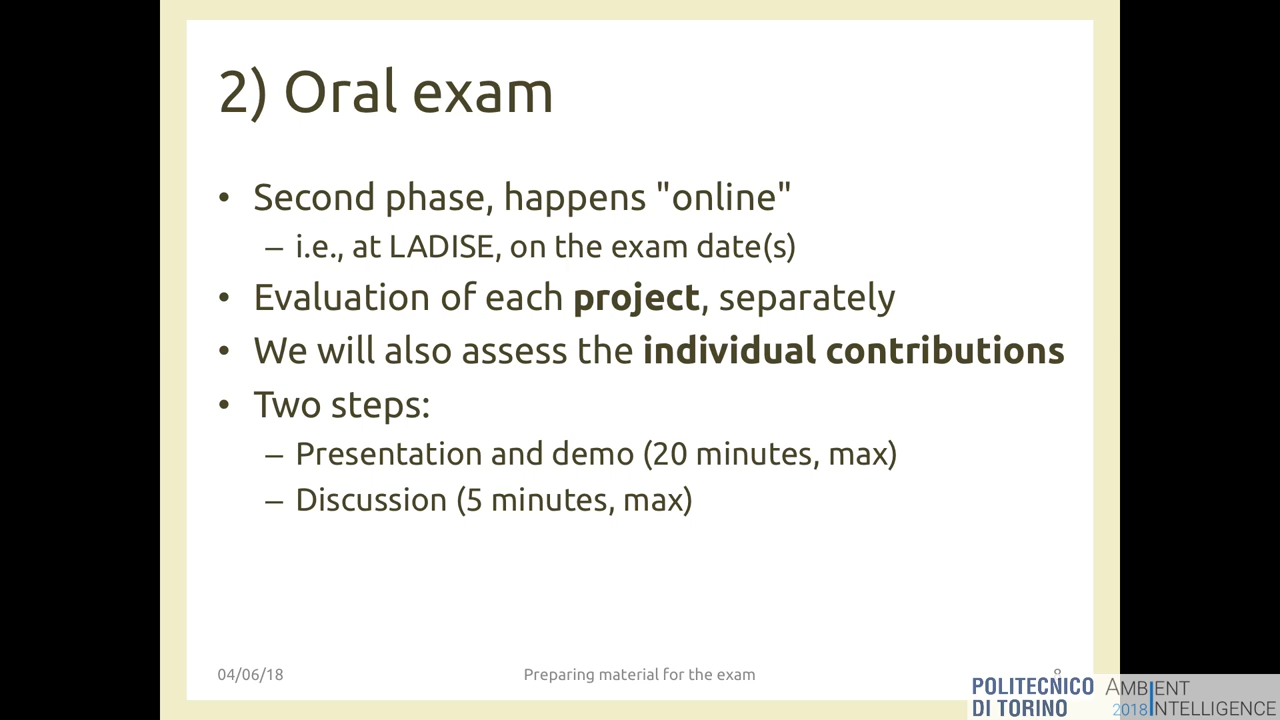 2) Oral exam
• Second phase, happens "online"
– i.e., at LADISE, on the exam date(s)
• Evaluation of each project, separately
• We will also assess the individual contributions
• Two steps:
– Presentation and demo (20 minutes, max)
– Discussion (5 minutes, max)
04/06/18
Preparing material for the exam
POLITECNICO
DI TORINO
AMBIENT
2018 INTELLIGENCE